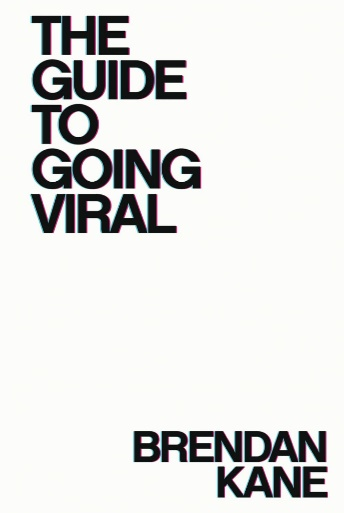 THE
GUIDE
TO
GOING
VIRAL
BRENDAN
KANE